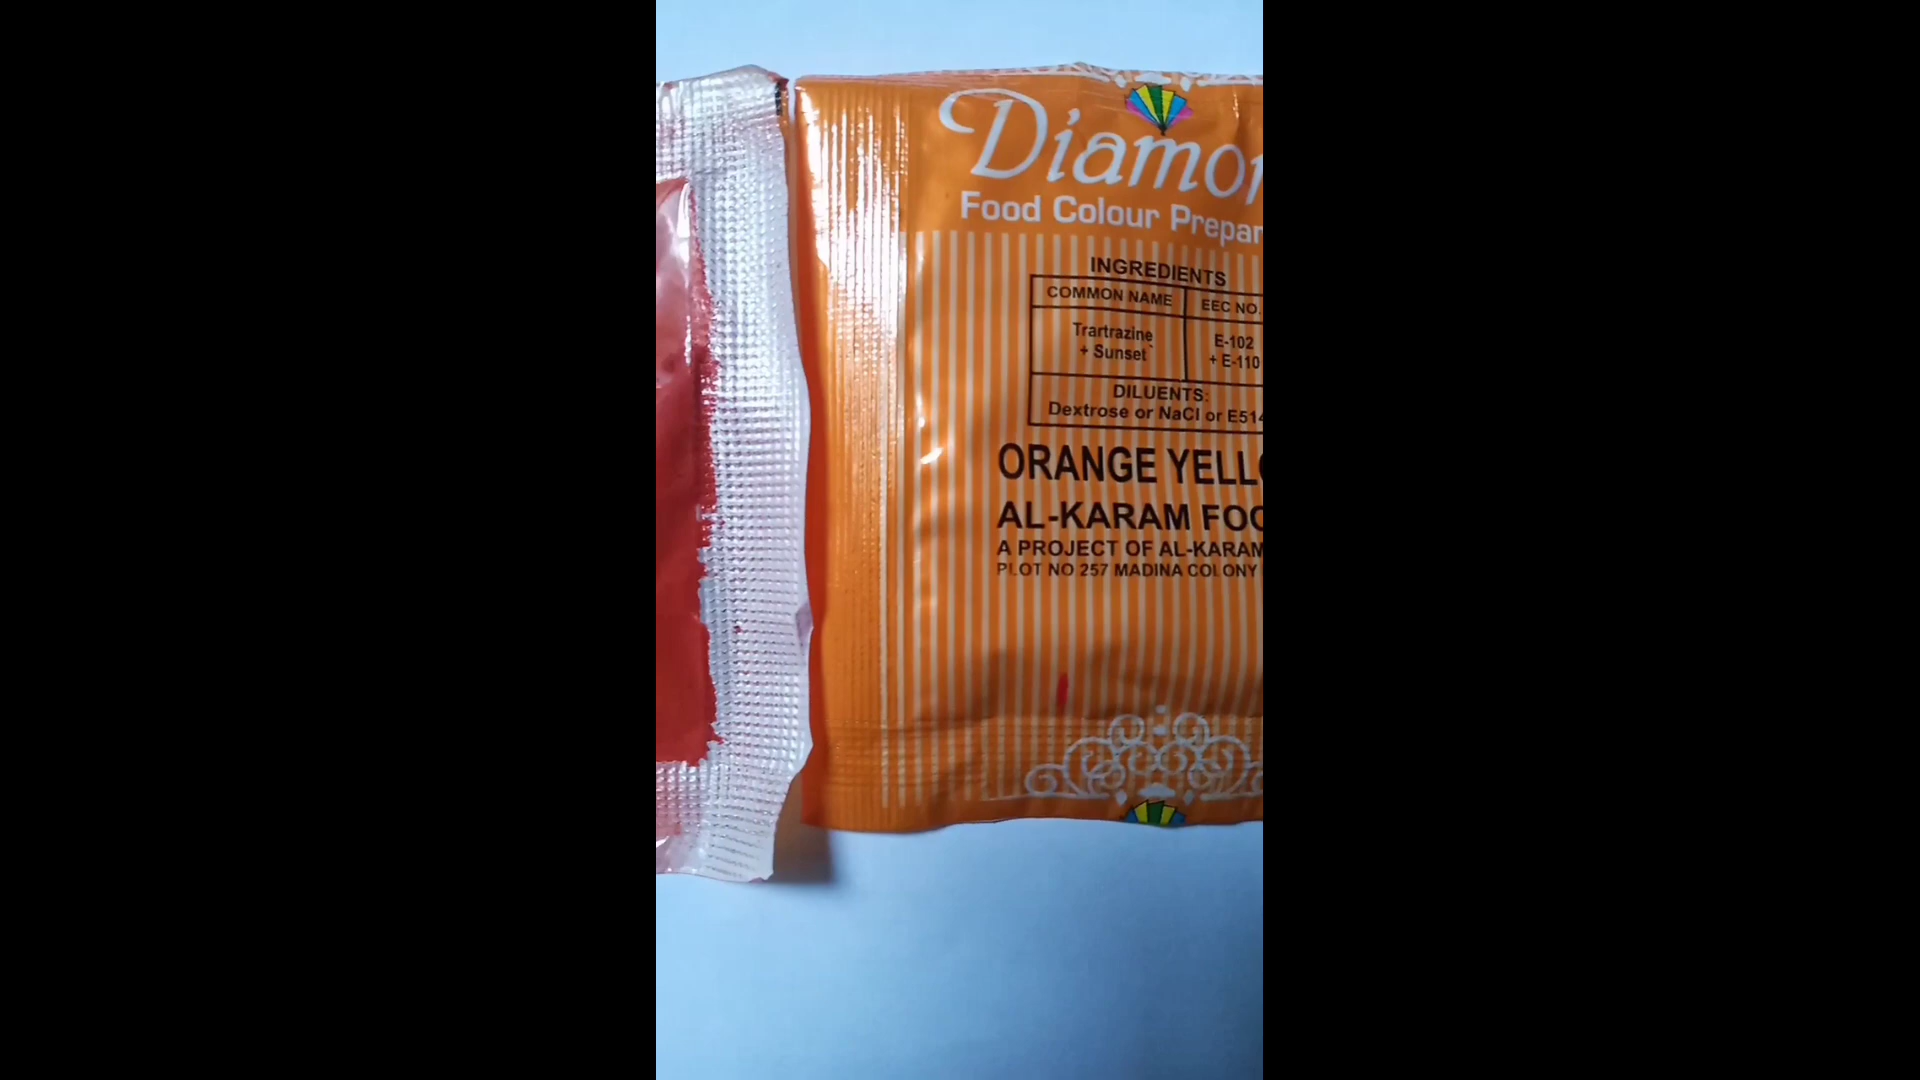 Diamon
Food Colour Prepar
INGREDIENTS
COMMON NAME EEC NO.
Trartrazine E-102
+ Sunset + E-110
DILUENTS:
Dextrose or NaCl or E514
ORANGE YELLO
AL-KARAM FOO
A PROJECT OF AL-KARAM
PLOT NO 257 MADINA COLONY